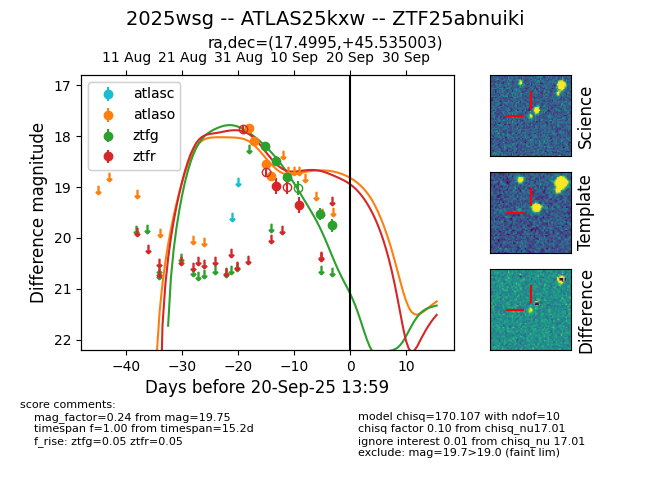 2025wsg -- ATLAS25kxw -- ZTF25abnuiki
ra,dec=(17.4995,+45.535003)
11 Aug 21 Aug 31 Aug 10 Sep 20 Sep 30 Sep
17
18
19
20
21
22
Difference magnitude
atlasc
atlaso
ztfg
ztfr
−40 −30 −20 −10 0 10
Days before 20-Sep-25 13:59
Science
Template
Difference
score comments:
mag_factor=0.24 from mag=19.75
timespan f=1.00 from timespan=15.2d
f_rise: ztfg=0.05 ztfr=0.05
model chisq=170.107 with ndof=10
chisq factor 0.10 from chisq_nu17.01
ignore interest 0.01 from chisq_nu 17.01
exclude: mag=19.7>19.0 (faint lim)